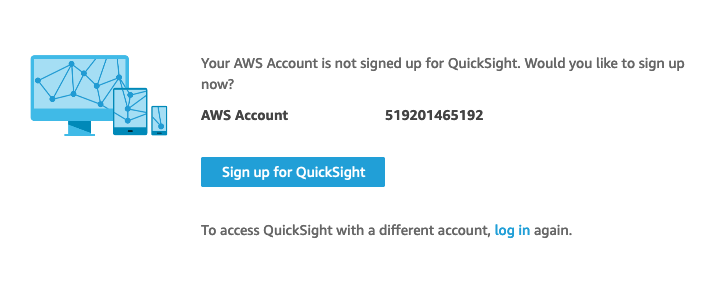 Your AWS Account is not signed up for QuickSight. Would you like to sign up
now?
AWS Account 519201465192
Sign up for QuickSight
To access QuickSight with a different account, log in again.